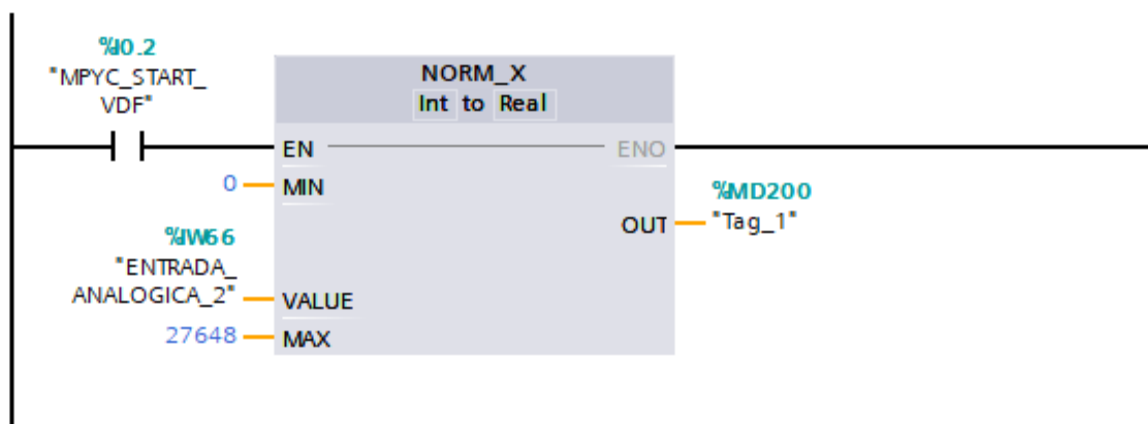 %I0.2
"MPYC_START_
VDF"
NORM_X
Int to Real
EN
ENO
0
MIN
%MD200
"Tag_1"
OUT
%IW66
"ENTRADA_
ANALOGICA_2"
VALUE
27648
MAX